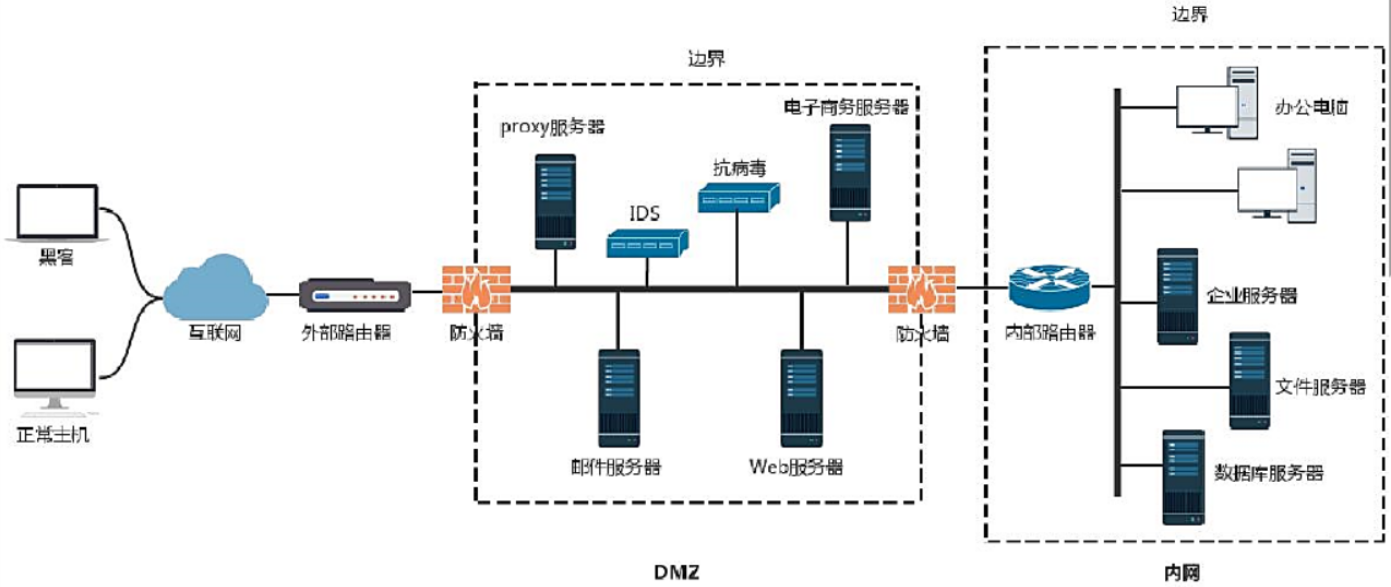 边界
边界
proxy服务器
电子商务服务器
抗病毒
IDS
办公电脑
黑客
互联网
外部路由器
防火墙
防火墙
内部路由器
企业服务器
正常主机
邮件服务器
Web服务器
文件服务器
数据库服务器
DMZ
内网